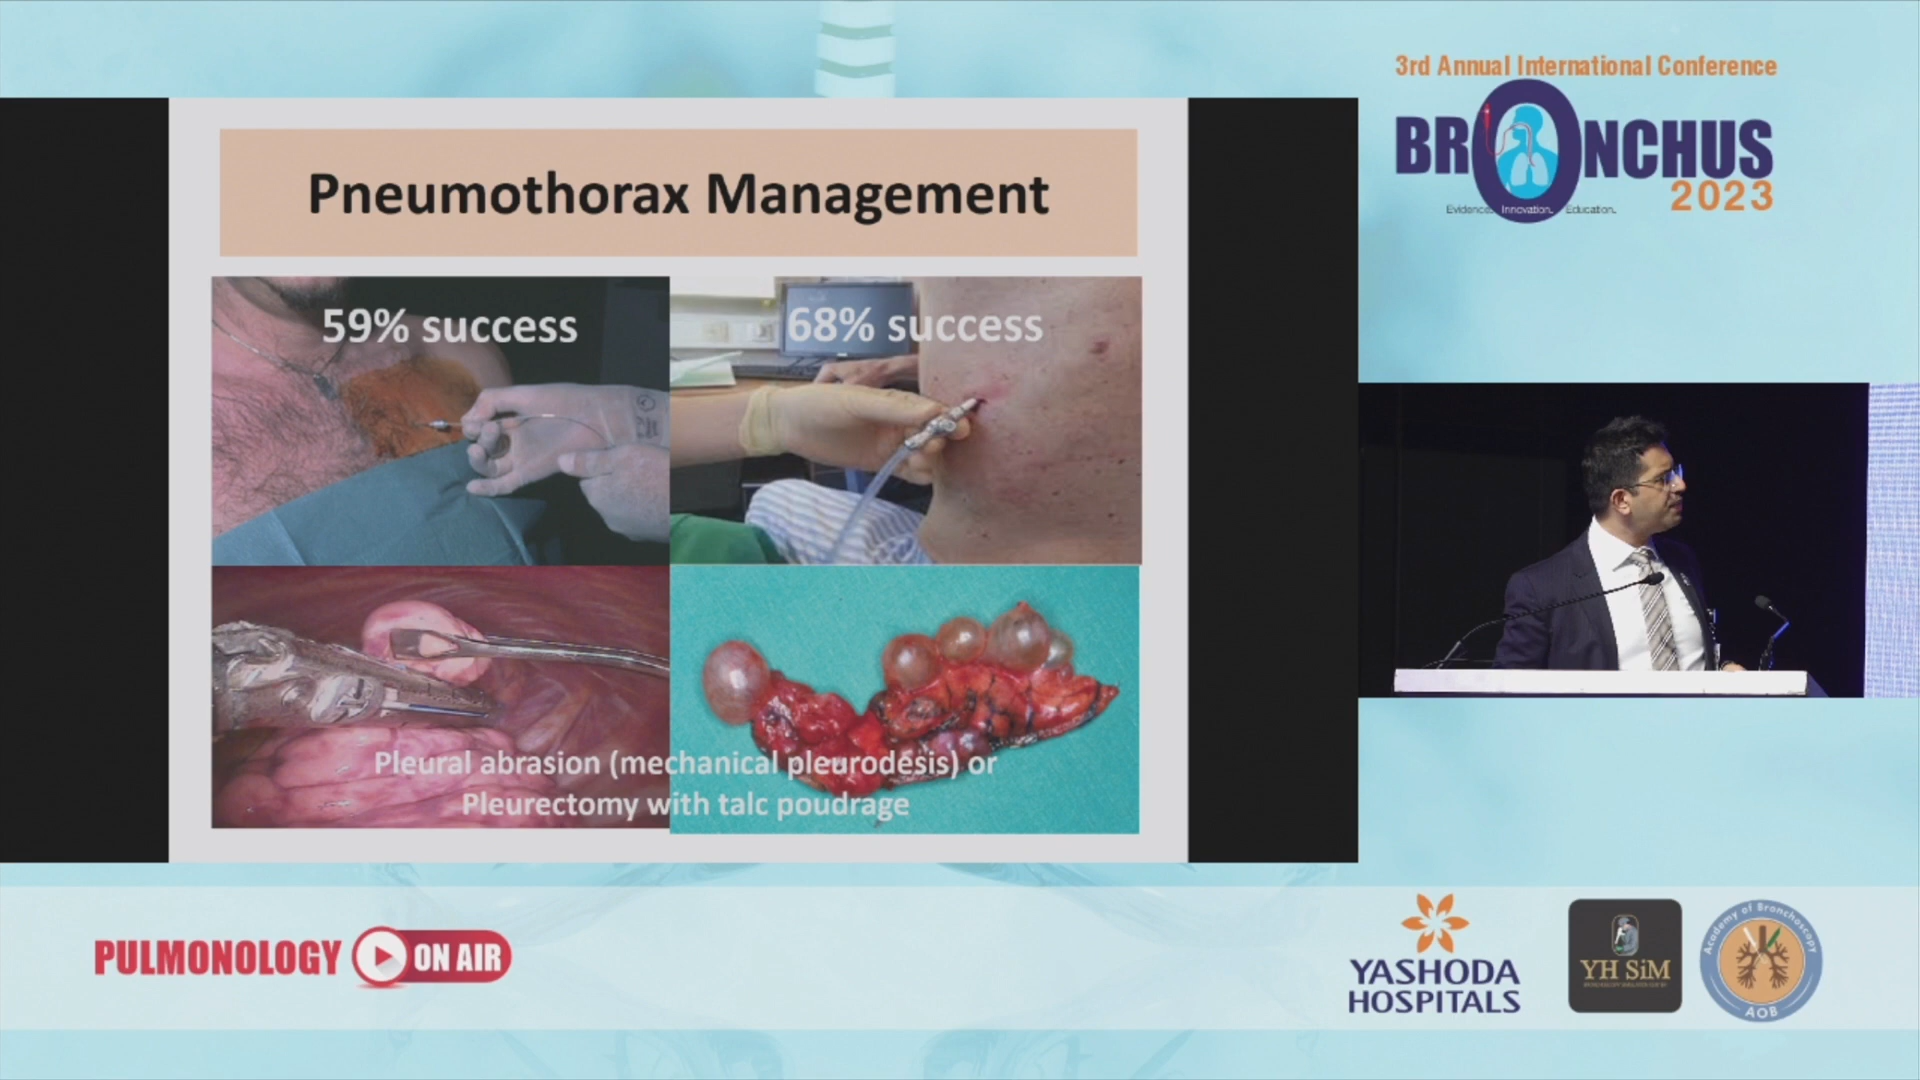 3rd Annual International Conference
BRONCHUS
2023
Evidence. Innovation. Education.
Pneumothorax Management
59% success
68% success
Pleural abrasion (mechanical pleurodesis) or
Pleurectomy with talc poudrage
PULMONOLOGY ON AIR
YASHODA
HOSPITALS
YH SiM
Academy of Bronchoscopy
AOB